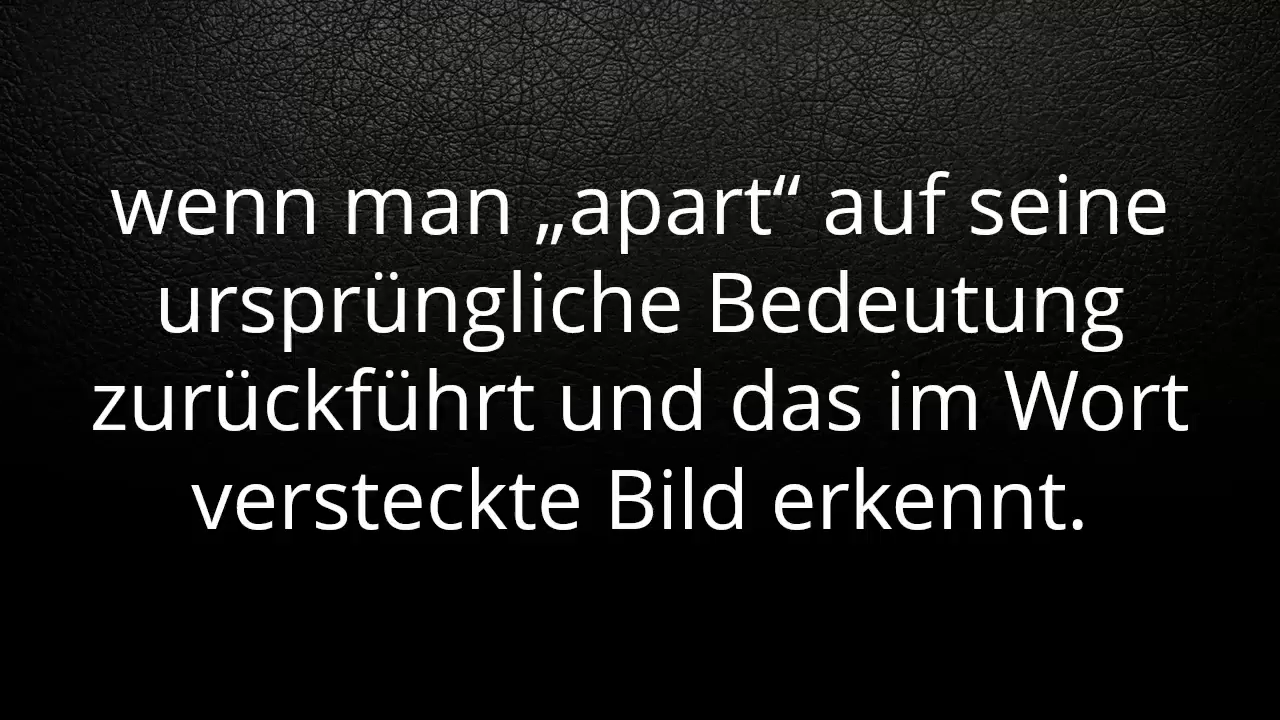 wenn man „apart“ auf seine
ursprüngliche Bedeutung
zurückführt und das im Wort
versteckte Bild erkennt.